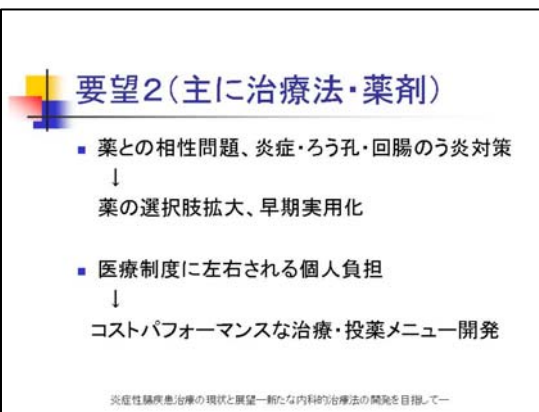 要望2(主に治療法・薬剤)
薬との相性問題、炎症・ろう孔・回腸のう炎対策
↓
薬の選択肢拡大、早期実用化
医療制度に左右される個人負担
↓
コストパフォーマンスな治療・投薬メニュー開発
炎症性腸疾患治療の現状と展望―新たな内科的治療法の開発を目指して―